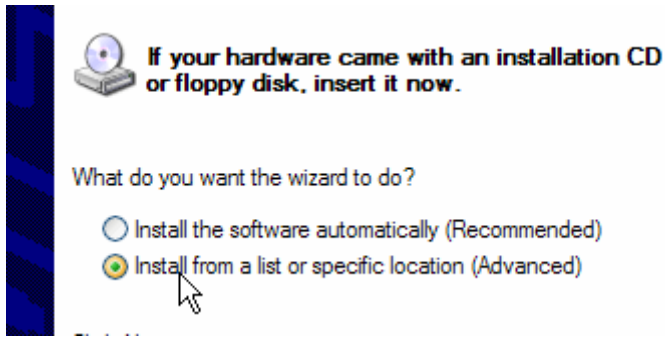 If your hardware came with an installation CD
or floppy disk, insert it now.
What do you want the wizard to do?
Install the software automatically (Recommended)
Install from a list or specific location (Advanced)